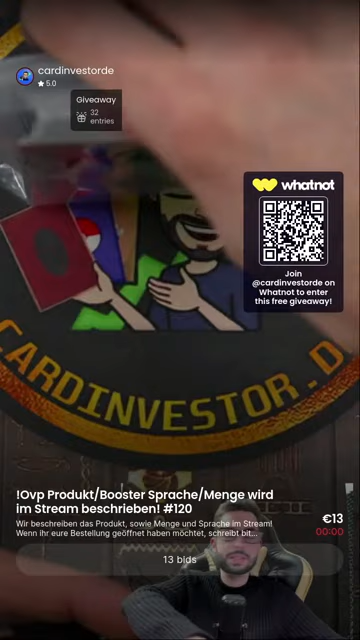 cardinvestorde
★ 5.0
Giveaway
32
entries
whatnot
Join
@cardinvestorde on
Whatnot to enter
this free giveaway!
CARDINVESTOR.D
!Ovp Produkt/Booster Sprache/Menge wird
im Stream beschrieben! #120
€13
Wir beschreiben das Produkt, sowie Menge und Sprache im Stream!
00:00
Wenn ihr eure Bestellung geöffnet haben möchtet, schreibt bit...
13 bids